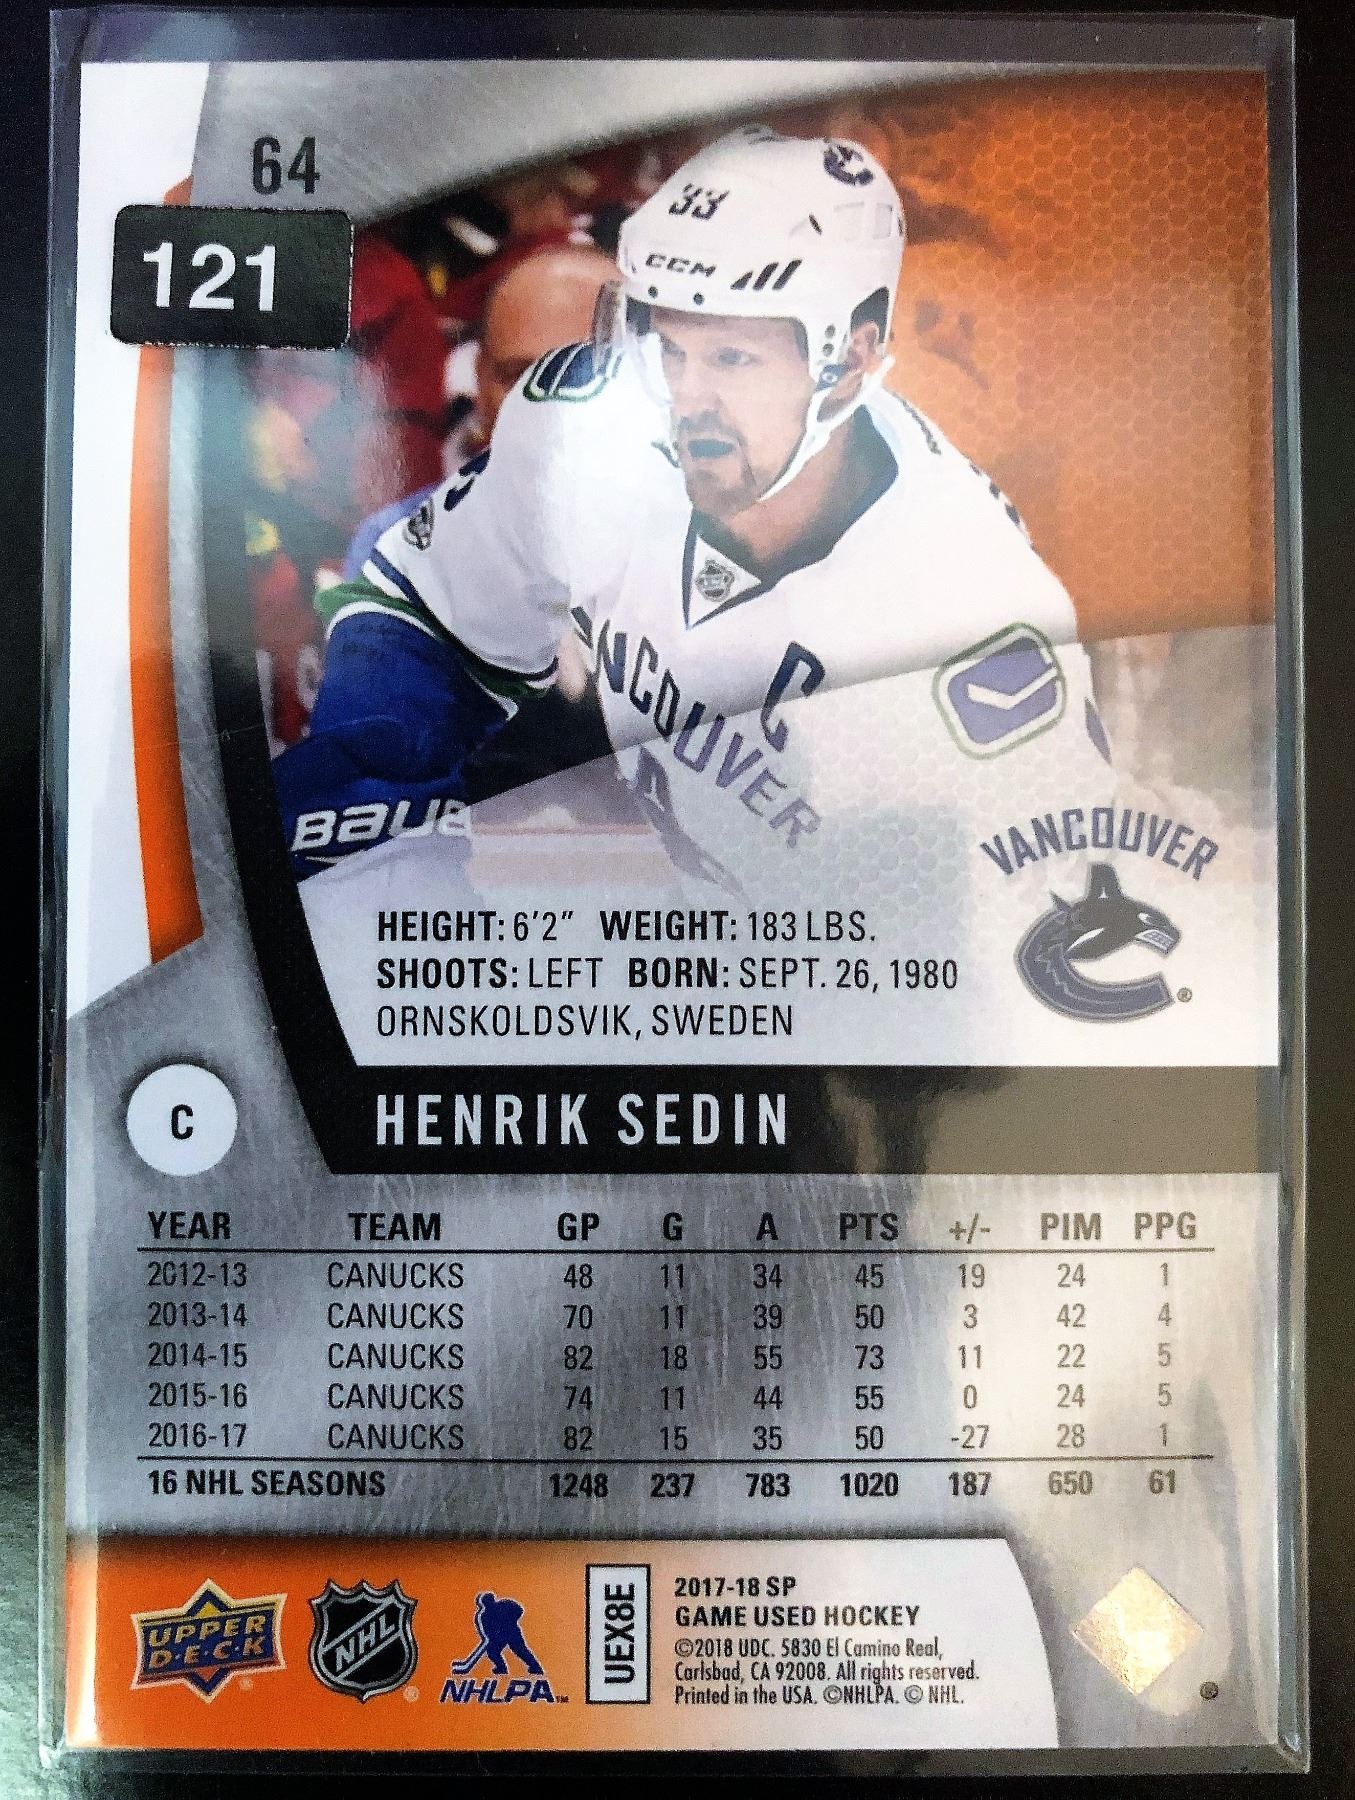 64
121
33
CCM
C
VANCOUVER
BAUE
VANCOUVER
HEIGHT: 6'2" WEIGHT: 183 LBS.
SHOOTS: LEFT BORN: SEPT. 26, 1980
ORNSKOLDSVIK, SWEDEN
C HENRIK SEDIN
YEAR TEAM GP G A PTS +/- PIM PPG
2012-13 CANUCKS 48 11 34 45 19 24 1
2013-14 CANUCKS 70 11 39 50 3 42 4
2014-15 CANUCKS 82 18 55 73 11 22 5
2015-16 CANUCKS 74 11 44 55 0 24 5
2016-17 CANUCKS 82 15 35 50 -27 28 1
16 NHL SEASONS 1248 237 783 1020 187 650 61
UPPER
D·E·C·K
NHL
NHLPA
UEX8E
2017-18 SP
GAME USED HOCKEY
©2018 UDC. 5830 El Camino Real,
Carlsbad, CA 92008. All rights reserved.
Printed in the USA. ©NHLPA. © NHL.